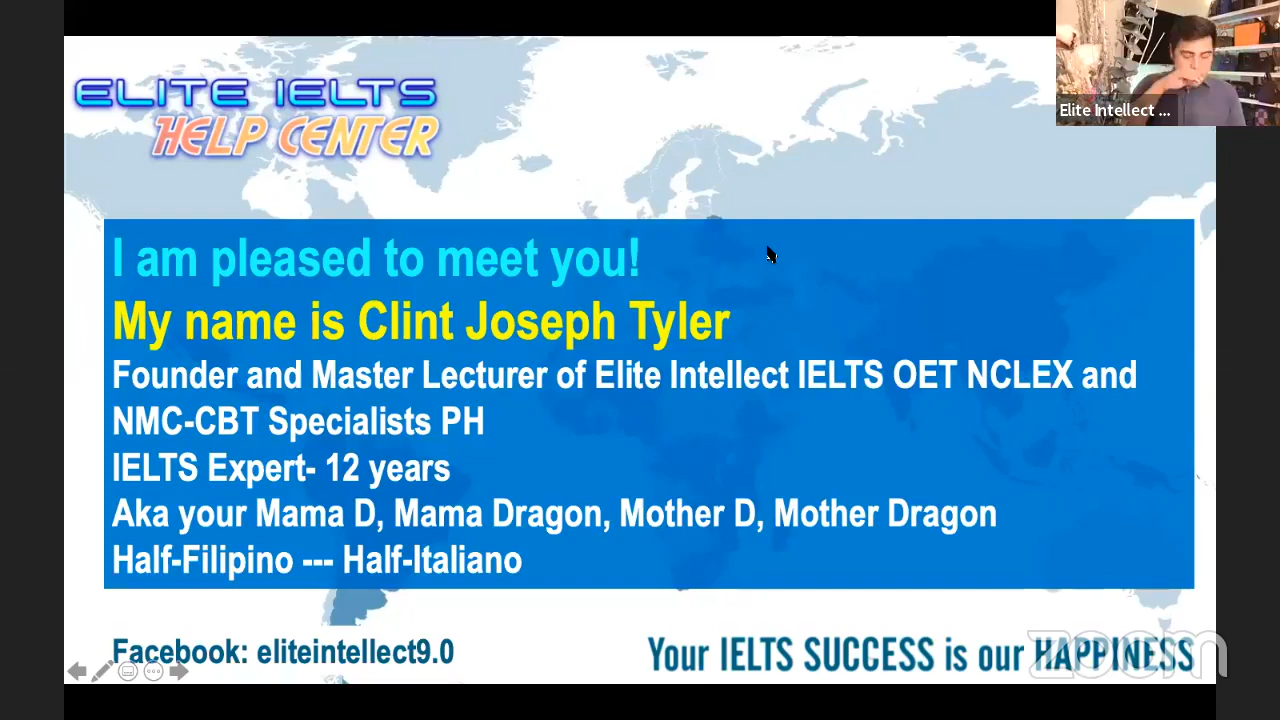 ELITE IELTS
HELP CENTER
Elite Intellect ...
I am pleased to meet you!
My name is Clint Joseph Tyler
Founder and Master Lecturer of Elite Intellect IELTS OET NCLEX and
NMC-CBT Specialists PH
IELTS Expert- 12 years
Aka your Mama D, Mama Dragon, Mother D, Mother Dragon
Half-Filipino --- Half-Italiano
Facebook: eliteintellect9.0
Your IELTS SUCCESS is our HAPPINESS
zoom